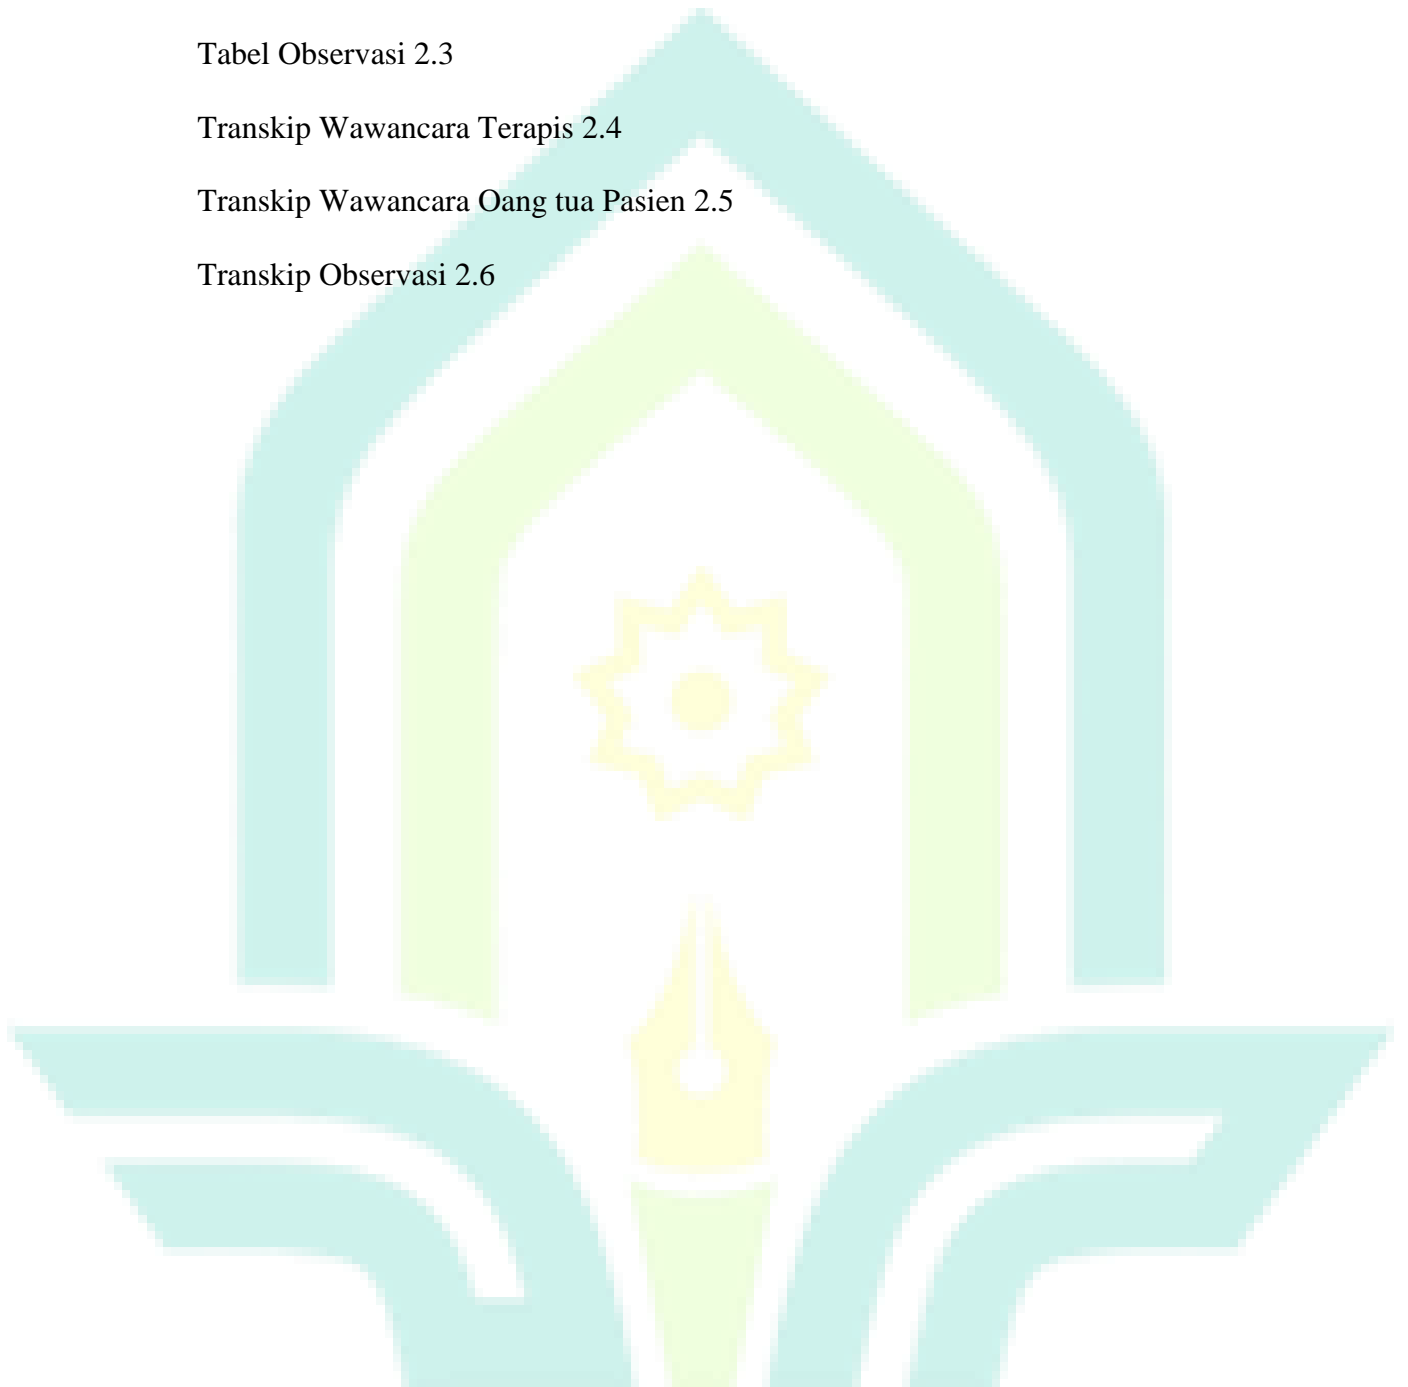 Tabel Observasi 2.3
Transkip Wawancara Terapis 2.4
Transkip Wawancara Oang tua Pasien 2.5
Transkip Observasi 2.6